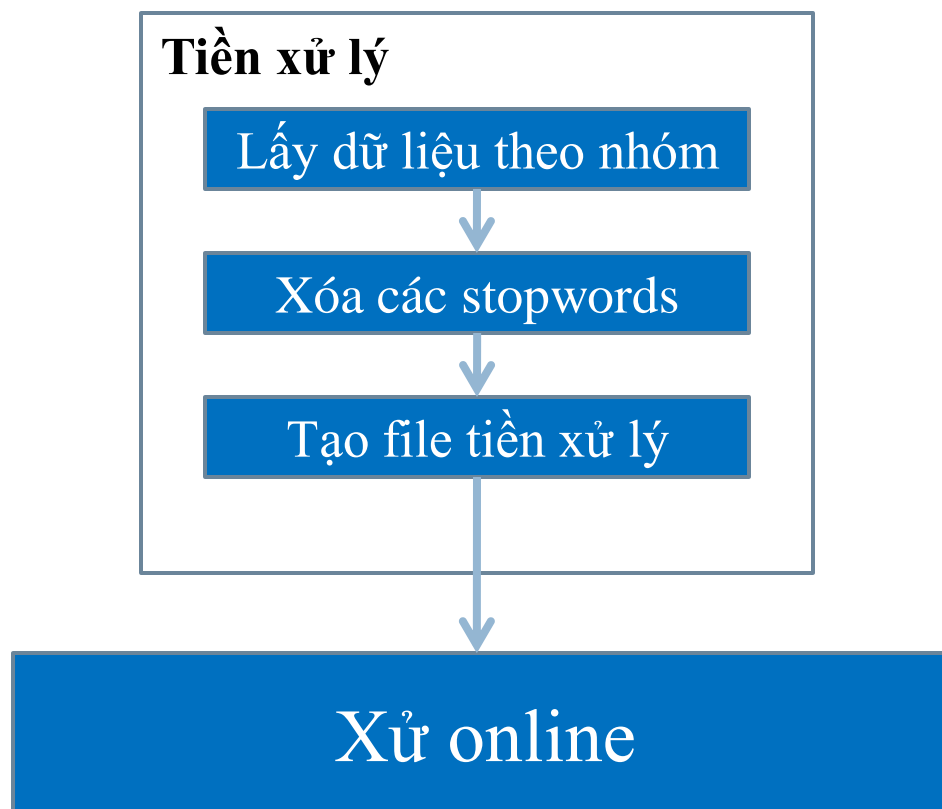 Tiền xử lý
Lấy dữ liệu theo nhóm
Xóa các stopwords
Tạo file tiền xử lý
Xử online